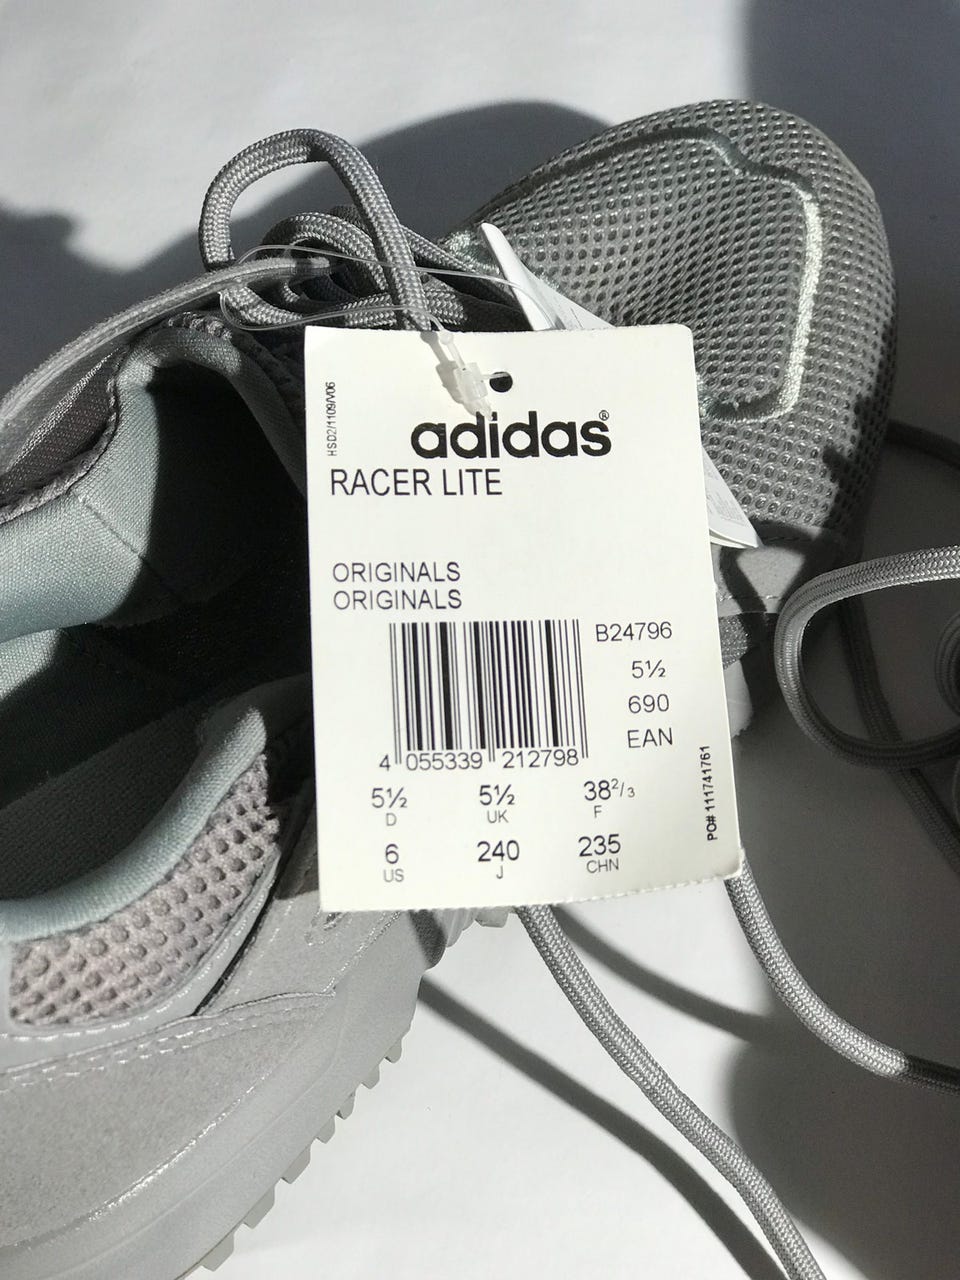 HSD2/1109/V06
adidas®
RACER LITE
ORIGINALS
ORIGINALS
B24796
5½
690
EAN
4 055339 212798
5½ 5½ 38²/₃
D UK F
6 240 235
US J CHN
PO# 111741761